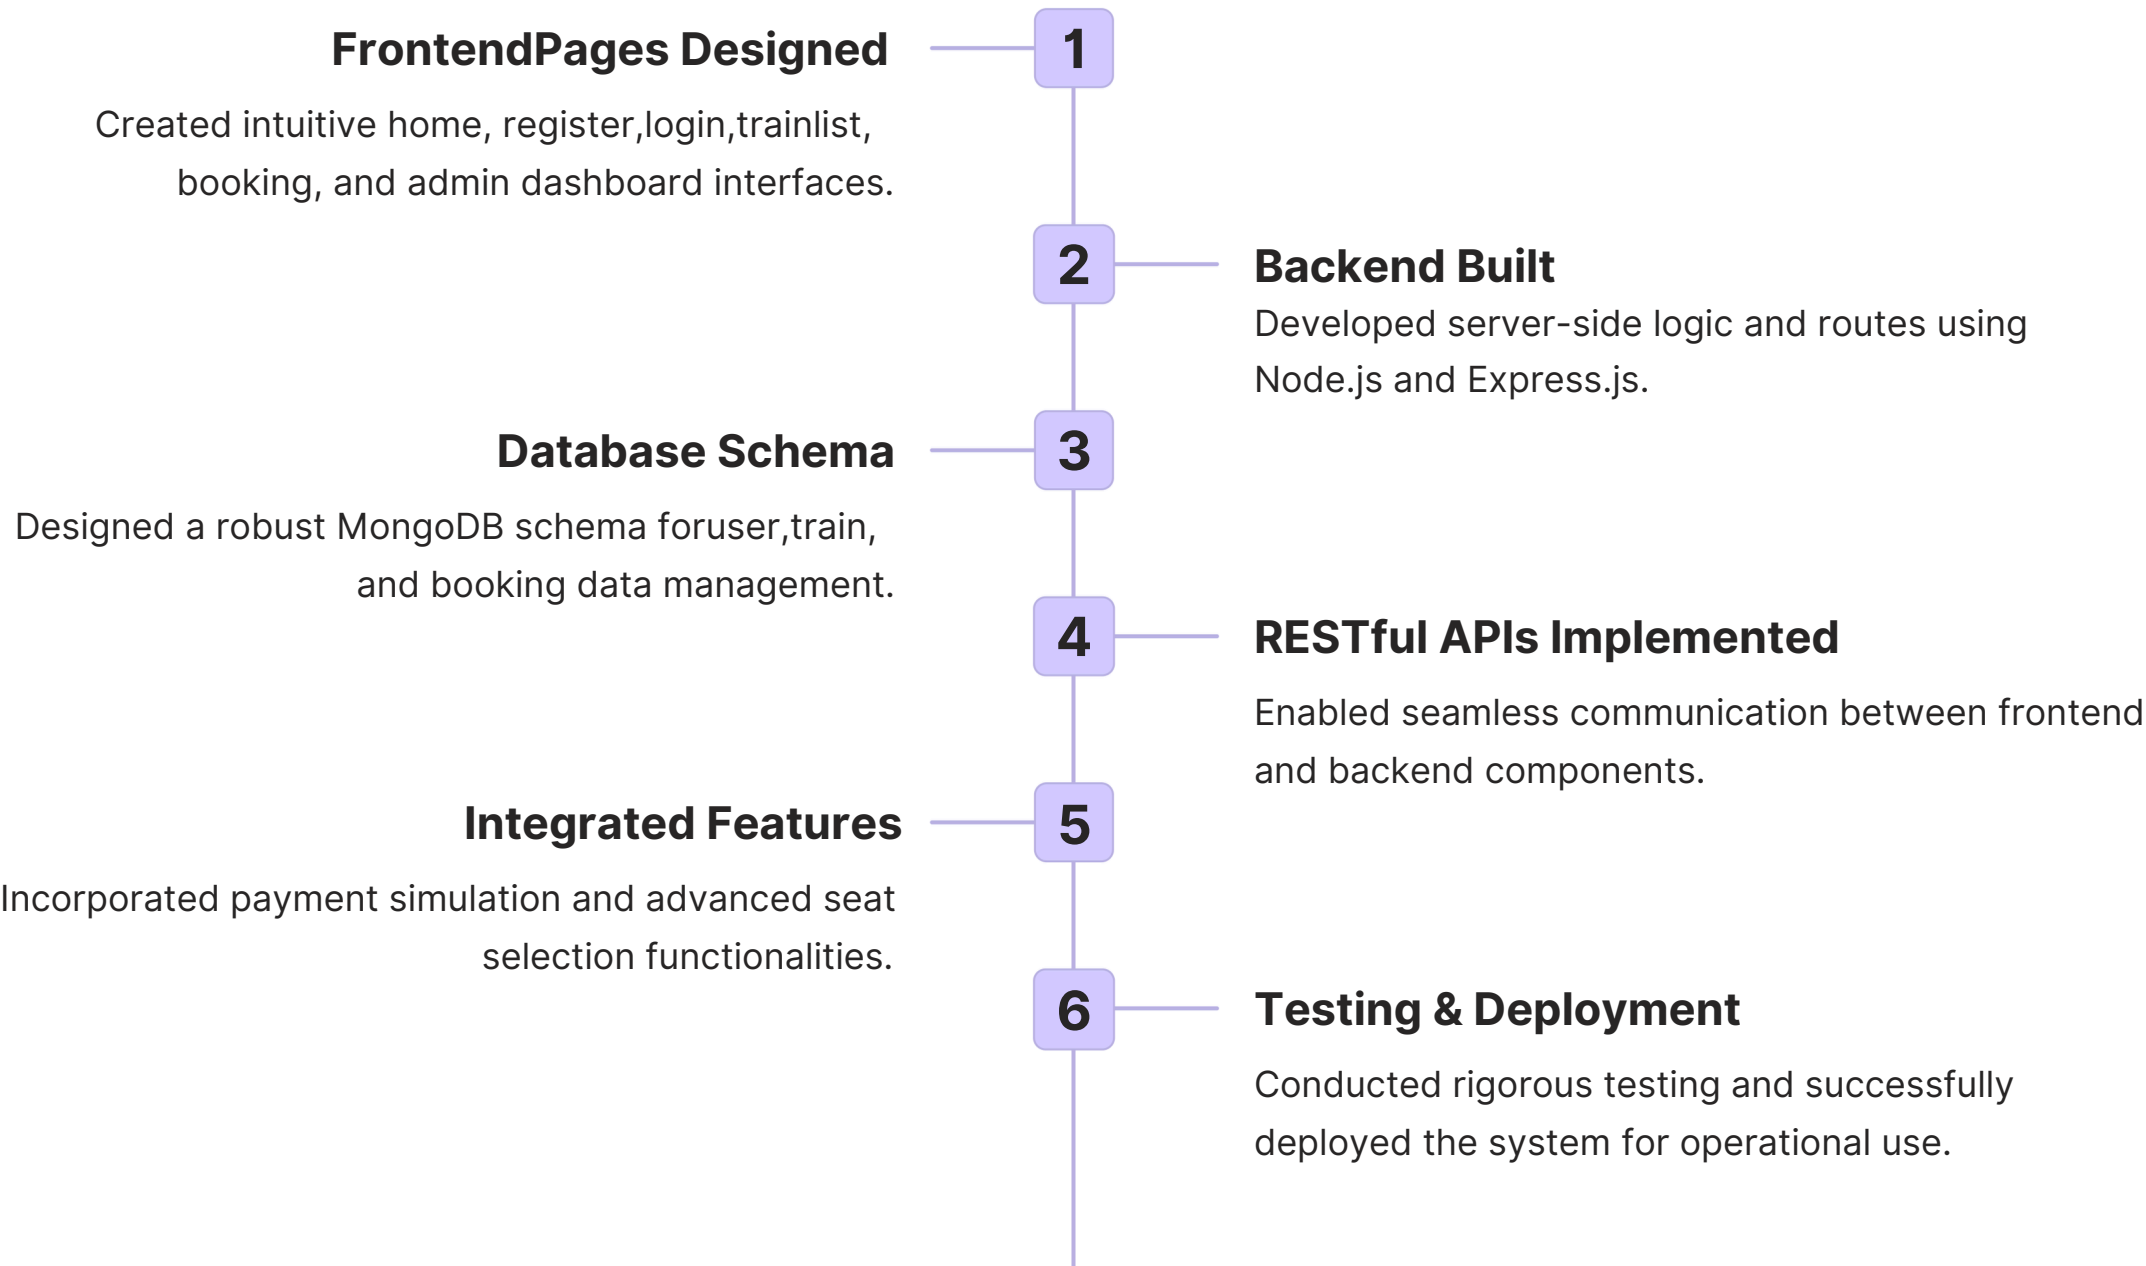 1
FrontendPages Designed
Created intuitive home, register,login,trainlist,
booking, and admin dashboard interfaces.
2
Backend Built
Developed server-side logic and routes using
Node.js and Express.js.
3
Database Schema
Designed a robust MongoDB schema foruser,train,
and booking data management.
4
RESTful APIs Implemented
Enabled seamless communication between frontend
and backend components.
5
Integrated Features
Incorporated payment simulation and advanced seat
selection functionalities.
6
Testing & Deployment
Conducted rigorous testing and successfully
deployed the system for operational use.